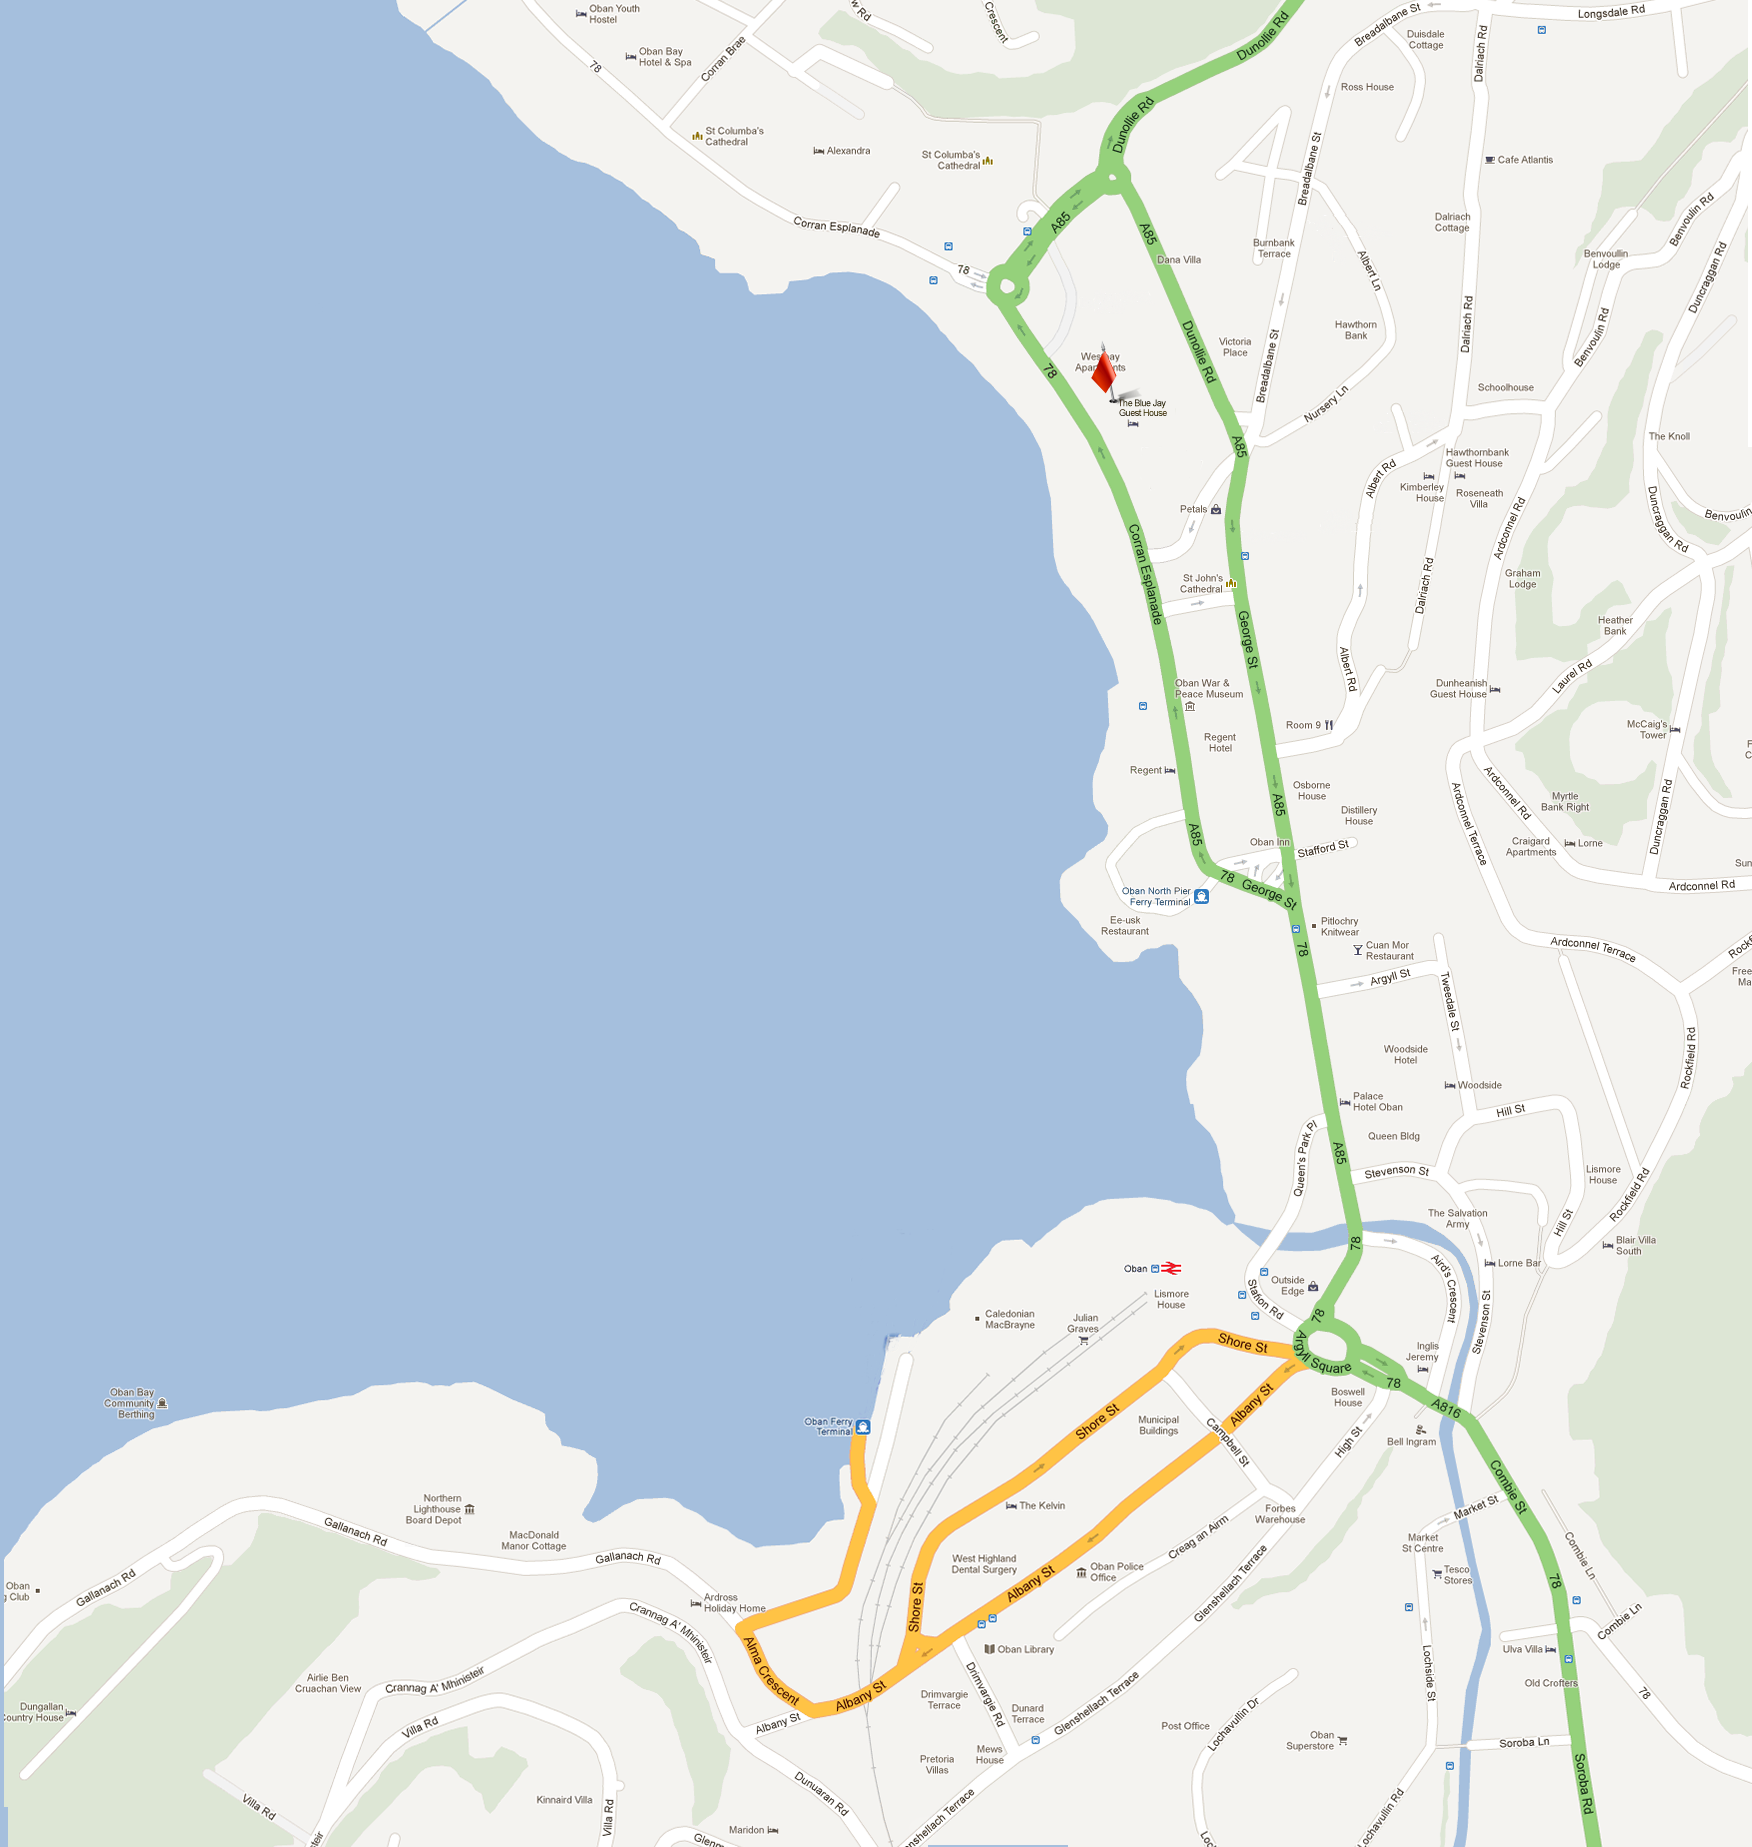 Oban Youth
Hostel
w Rd
Crescent
Dunollie Rd
Breadalbane St
Longsdale Rd
Oban Bay
Hotel & Spa
Corran Brae
78
Duisdale
Cottage
Dalriach Rd
Ross House
Dunollie Rd
St Columba's
Cathedral
Alexandra
St Columba's
Cathedral
Breadalbane St
Cafe Atlantis
Corran Esplanade
A85
A85
Dana Villa
Burnbank
Terrace
Albert Ln
Dalriach
Cottage
Benvoulin Rd
Benvoullin
Lodge
Duncraggan Rd
78
Dalriach Rd
Hawthorn
Bank
Victoria
Place
Dunollie Rd
Breadalbane St
Benvoulin Rd
Wes bay
Apar ents
78
The Blue Jay
Guest House
Nursery Ln
Schoolhouse
A85
The Knoll
Albert Rd
Hawthornbank
Guest House
Kimberley
House
Roseneath
Villa
Petals
Ardconnel Rd
Duncraggan Rd
Benvoulin
Corran Esplanade
St John's
Cathedral
Dalriach Rd
Graham
Lodge
George St
Heather
Bank
Albert Rd
Laurel Rd
Oban War &
Peace Museum
Dunheanish
Guest House
Room 9
McCaig's
Tower
Regent
Hotel
Regent
F
C
Osborne
House
A85
Distillery
House
Ardconnel Rd
Myrtle
Bank Right
Ardconnel Terrace
Duncraggan Rd
A85
Oban Inn
Stafford St
Craigard
Apartments
Lorne
Sun
78
George St
Ardconnel Rd
Oban North Pier
Ferry Terminal
Ee-usk
Restaurant
Pitlochry
Knitwear
78
Cuan Mor
Restaurant
Ardconnel Terrace
Rockf
Free
Ma
Argyll St
Tweedale St
Woodside
Hotel
Rockfield Rd
Woodside
Palace
Hotel Oban
Hill St
Queen's Park Pl
Queen Bldg
A85
Stevenson St
Lismore
House
Rockfield Rd
The Salvation
Army
Hill St
78
Blair Villa
South
Oban
Outside
Edge
Aird's Crescent
Lorne Bar
Lismore
House
Station Rd
Stevenson St
Caledonian
MacBrayne
Julian
Graves
78
Shore St
Argyll Square
Inglis
Jeremy
78
Boswell
House
A816
Oban Bay
Community
Berthing
Oban Ferry
Terminal
Shore St
Municipal
Buildings
Albany St
Campbell St
High St
Bell Ingram
Combie St
Northern
Lighthouse
Board Depot
The Kelvin
Forbes
Warehouse
Market St
Gallanach Rd
MacDonald
Manor Cottage
Gallanach Rd
Creag an Airm
Market
St Centre
Combie Ln
West Highland
Dental Surgery
Oban Police
Office
Tesco
Stores
78
Oban
g Club
Gallanach Rd
Ardross
Holiday Home
Albany St
Shore St
Glenshellach Terrace
Combie Ln
Crannag A' Mhinisteir
Alma Crescent
Oban Library
Ulva Villa
Airlie Ben
Cruachan View
Crannag A' Mhinisteir
Albany St
Drimvargie
Terrace
Drimvargie Rd
Dunard
Terrace
Glenshellach Terrace
Lochside St
Old Crofters
78
Dungallan
Country House
Albany St
Villa Rd
Post Office
Lochavullin Dr
Oban
Superstore
Soroba Ln
Pretoria
Villas
Mews
House
Soroba Rd
Villa Rd
Kinnaird Villa
Villa Rd
Dunuaran Rd
Maridon
Glenm
enshellach Terrace
Lochavullin Rd
Loc
steir